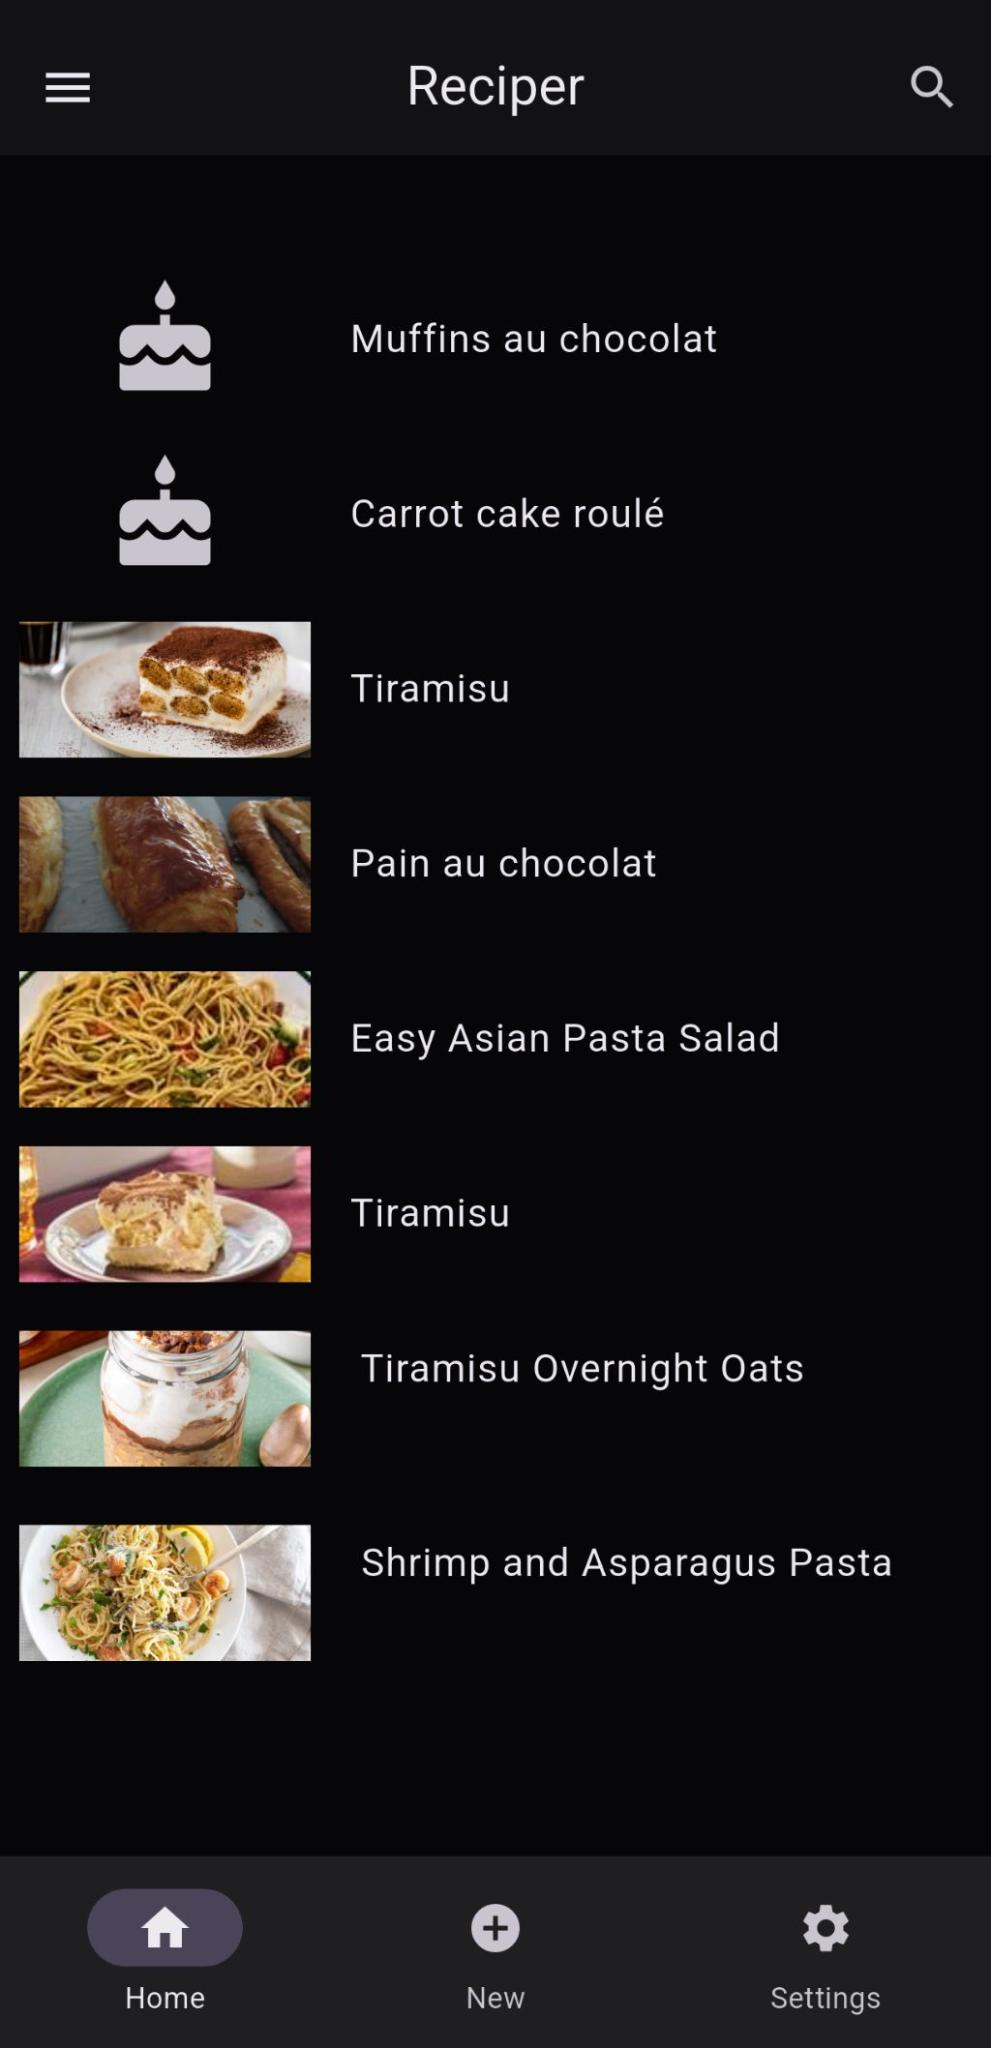 Reciper
Muffins au chocolat
Carrot cake roulé
Tiramisu
Pain au chocolat
Easy Asian Pasta Salad
Tiramisu
Tiramisu Overnight Oats
Shrimp and Asparagus Pasta
Home
New
Settings